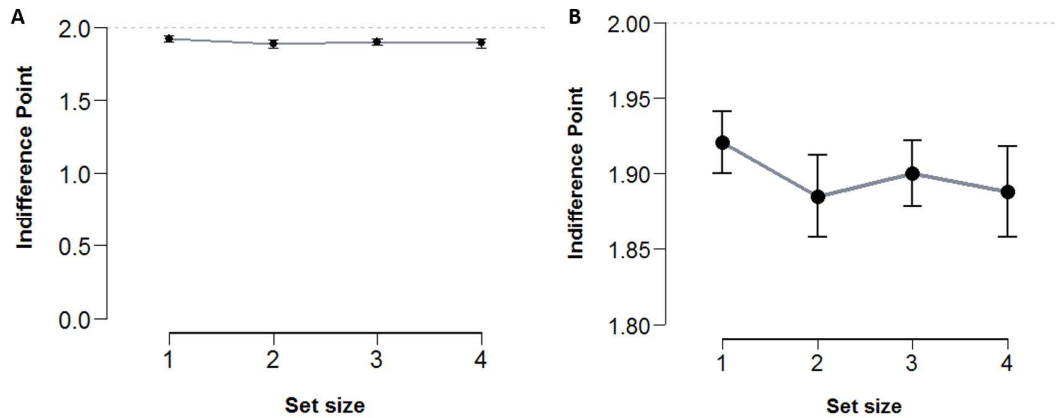 A
2.0
1.5
1.0
0.5
0.0
Indifference Point
1 2 3 4
Set size
B
2.00
1.95
1.90
1.85
1.80
Indifference Point
1 2 3 4
Set size